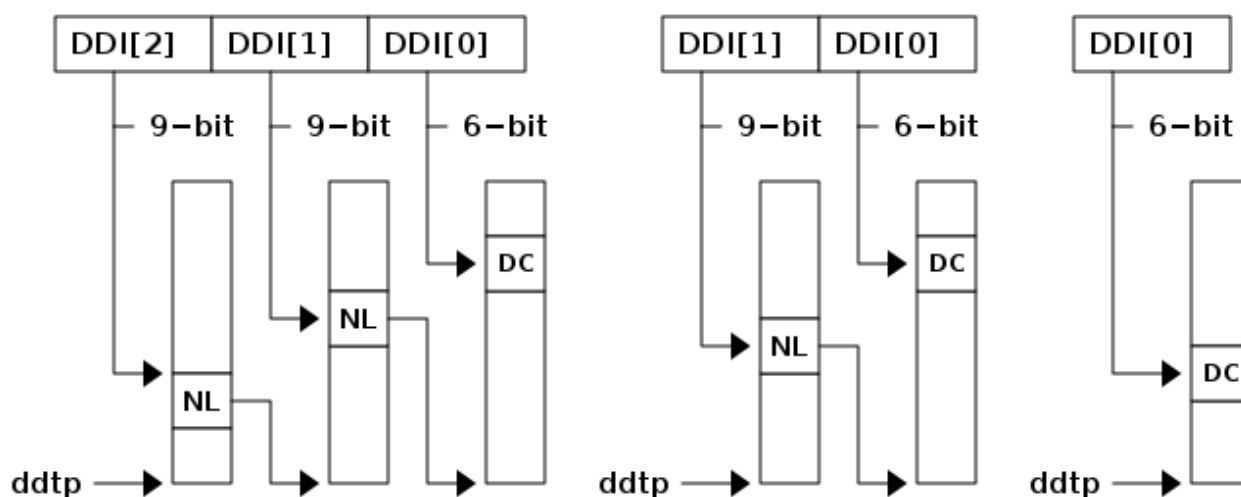 DDI[2] DDI[1] DDI[0] DDI[1] DDI[0] DDI[0]
9-bit 9-bit 6-bit 9-bit 6-bit 6-bit
DC DC
NL NL DC
NL
ddtp ddtp ddtp